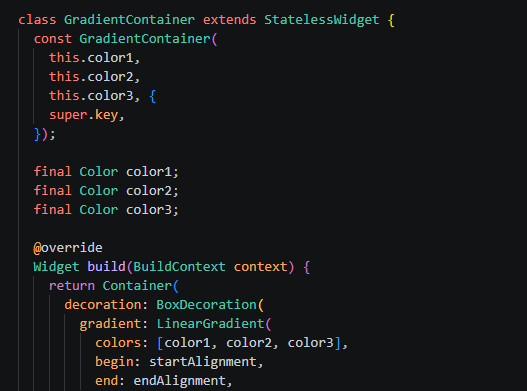 class GradientContainer extends StatelessWidget {
  const GradientContainer(
    this.color1,
    this.color2,
    this.color3, {
    super.key,
  });

  final Color color1;
  final Color color2;
  final Color color3;

  @override
  Widget build(BuildContext context) {
    return Container(
      decoration: BoxDecoration(
        gradient: LinearGradient(
          colors: [color1, color2, color3],
          begin: startAlignment,
          end: endAlignment,